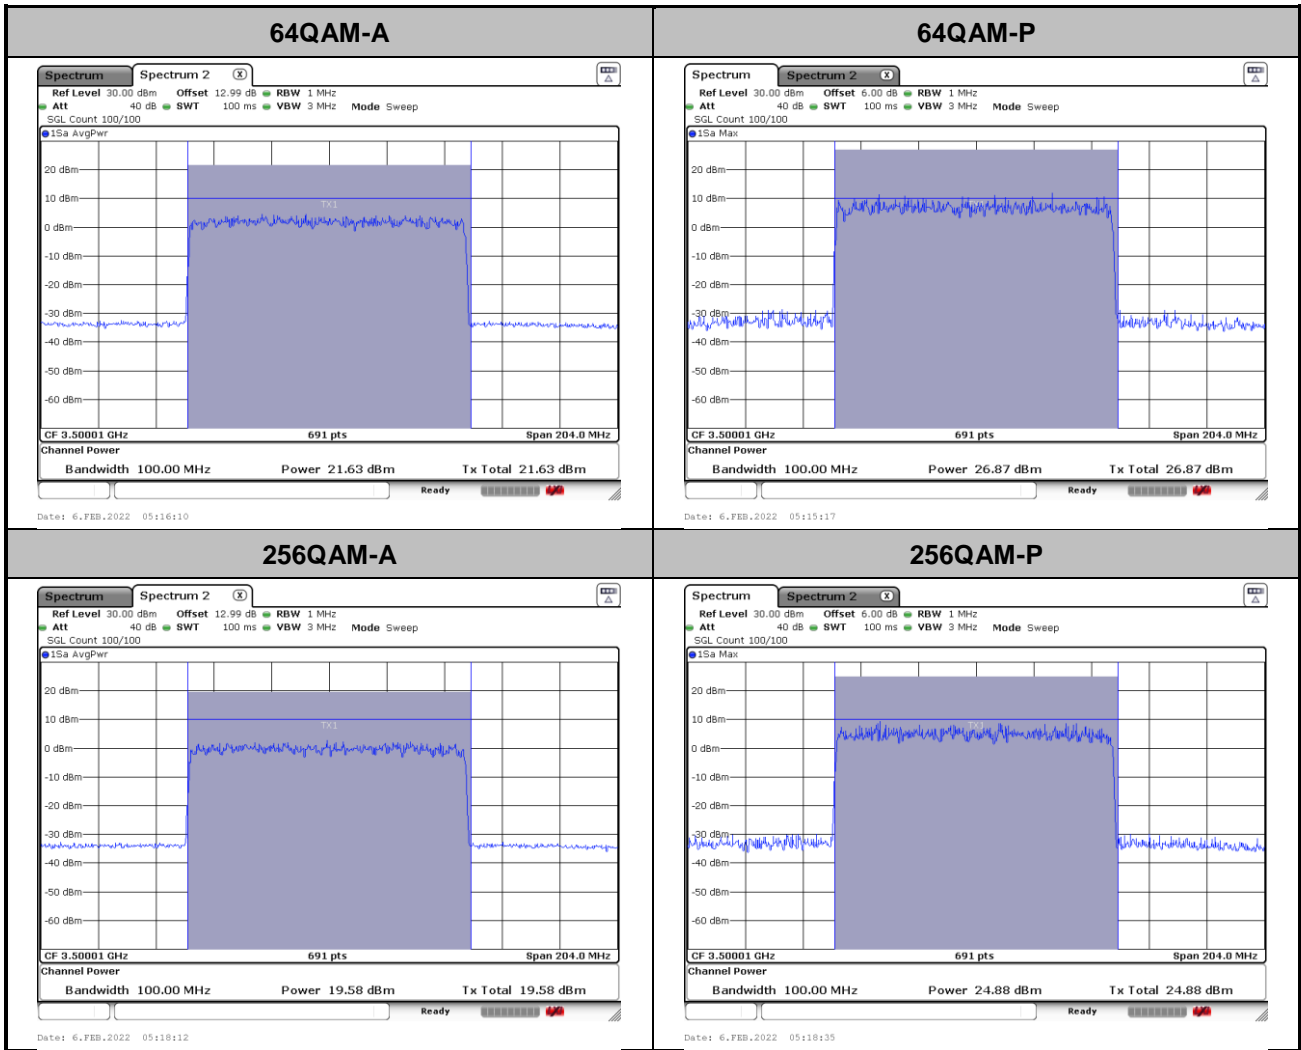 64QAM-A
64QAM-P
Spectrum Spectrum 2 X
Ref Level 30.00 dBm Offset 12.99 dB RBW 1 MHz
Att 40 dB SWT 100 ms VBW 3 MHz Mode Sweep
SGL Count 100/100
1Sa AvgPwr
20 dBm
10 dBm
TX1
0 dBm
-10 dBm
-20 dBm
-30 dBm
-40 dBm
-50 dBm
-60 dBm
CF 3.50001 GHz 691 pts Span 204.0 MHz
Channel Power
Bandwidth 100.00 MHz Power 21.63 dBm Tx Total 21.63 dBm
Ready
Date: 6.FEB.2022 05:16:10
Spectrum Spectrum 2 X
Ref Level 30.00 dBm Offset 6.00 dB RBW 1 MHz
Att 40 dB SWT 100 ms VBW 3 MHz Mode Sweep
SGL Count 100/100
1Sa Max
20 dBm
10 dBm
0 dBm
-10 dBm
-20 dBm
-30 dBm
-40 dBm
-50 dBm
-60 dBm
CF 3.50001 GHz 691 pts Span 204.0 MHz
Channel Power
Bandwidth 100.00 MHz Power 26.87 dBm Tx Total 26.87 dBm
Ready
Date: 6.FEB.2022 05:15:17
256QAM-A
256QAM-P
Spectrum Spectrum 2 X
Ref Level 30.00 dBm Offset 12.99 dB RBW 1 MHz
Att 40 dB SWT 100 ms VBW 3 MHz Mode Sweep
SGL Count 100/100
1Sa AvgPwr
20 dBm
10 dBm
TX1
0 dBm
-10 dBm
-20 dBm
-30 dBm
-40 dBm
-50 dBm
-60 dBm
CF 3.50001 GHz 691 pts Span 204.0 MHz
Channel Power
Bandwidth 100.00 MHz Power 19.58 dBm Tx Total 19.58 dBm
Ready
Date: 6.FEB.2022 05:18:12
Spectrum Spectrum 2 X
Ref Level 30.00 dBm Offset 6.00 dB RBW 1 MHz
Att 40 dB SWT 100 ms VBW 3 MHz Mode Sweep
SGL Count 100/100
1Sa Max
20 dBm
10 dBm
TX1
0 dBm
-10 dBm
-20 dBm
-30 dBm
-40 dBm
-50 dBm
-60 dBm
CF 3.50001 GHz 691 pts Span 204.0 MHz
Channel Power
Bandwidth 100.00 MHz Power 24.88 dBm Tx Total 24.88 dBm
Ready
Date: 6.FEB.2022 05:18:35